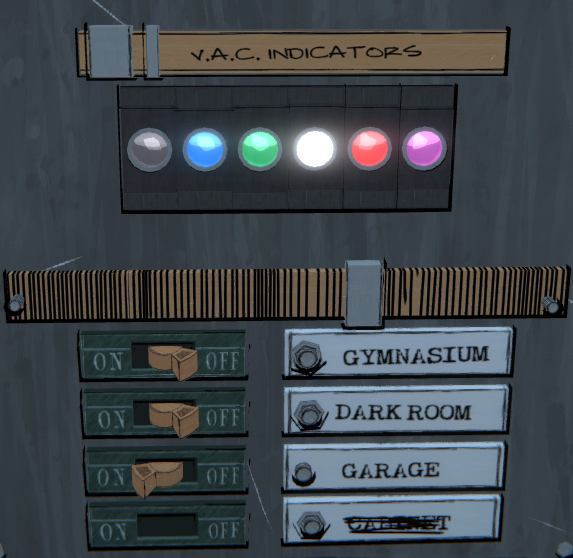 V.A.C. INDICATORS
ON OFF GYMNASIUM
ON OFF DARK ROOM
ON OFF GARAGE
ON OFF